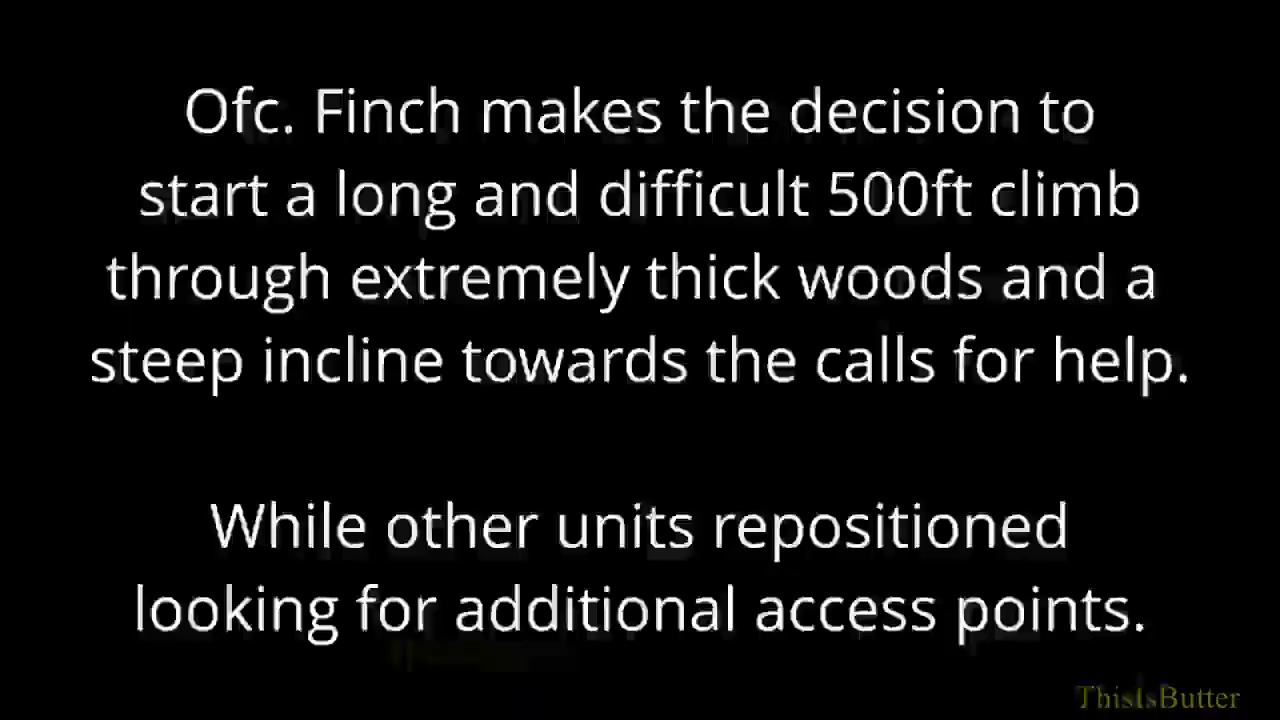 Ofc. Finch makes the decision to
start a long and difficult 500ft climb
through extremely thick woods and a
steep incline towards the calls for help.
While other units repositioned
looking for additional access points.
ThisIsButter